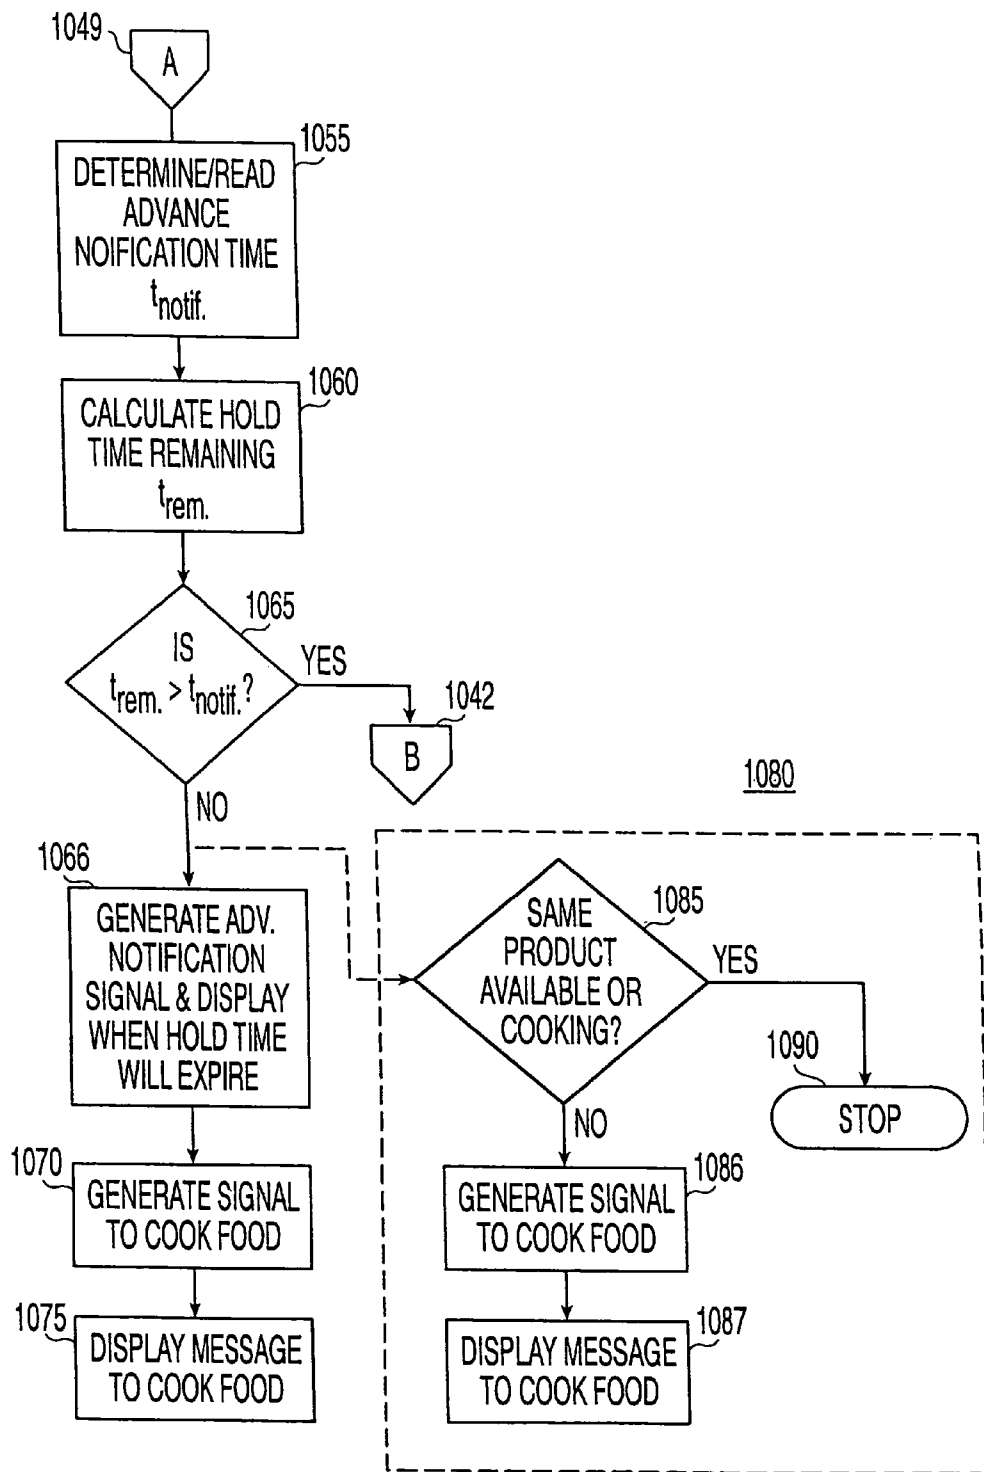 1049
A
1055
DETERMINE/READ
ADVANCE
NOIFICATION TIME
tnotif.
1060
CALCULATE HOLD
TIME REMAINING
trem.
1065
IS
trem. > tnotif.?
YES
1042
B
NO
1080
1066
GENERATE ADV.
NOTIFICATION
SIGNAL & DISPLAY
WHEN HOLD TIME
WILL EXPIRE
1085
SAME
PRODUCT
AVAILABLE OR
COOKING?
YES
1090
STOP
NO
1070
GENERATE SIGNAL
TO COOK FOOD
1086
GENERATE SIGNAL
TO COOK FOOD
1075
DISPLAY MESSAGE
TO COOK FOOD
1087
DISPLAY MESSAGE
TO COOK FOOD